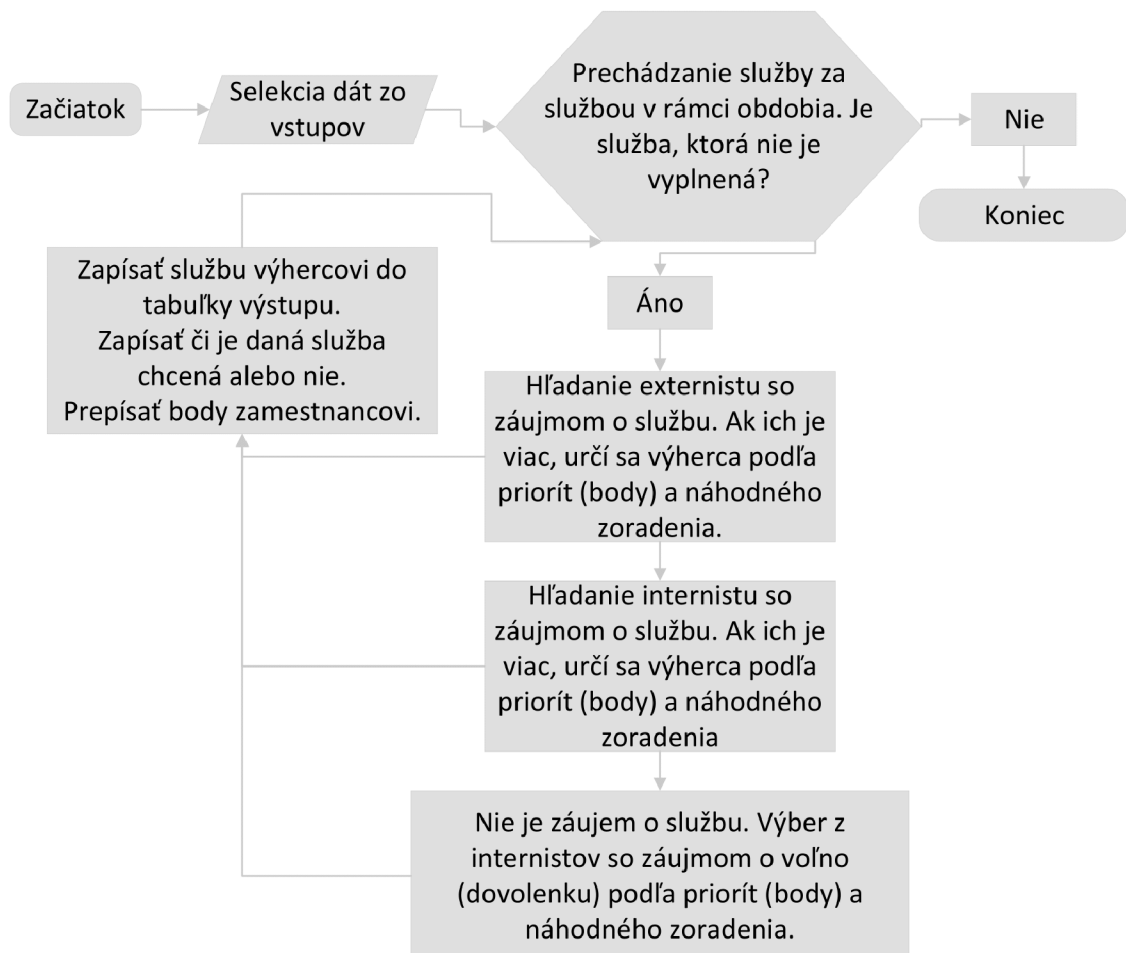 Začiatok
Selekcia dát zo
vstupov
Prechádzanie služby za
službou v rámci obdobia. Je
služba, ktorá nie je
vyplnená?
Nie
Koniec
Áno
Zapísať službu výhercovi do
tabuľky výstupu.
Zapísať či je daná služba
chcená alebo nie.
Prepísať body zamestnancovi.
Hľadanie externistu so
záujmom o službu. Ak ich je
viac, určí sa výherca podľa
priorít (body) a náhodného
zoradenia.
Hľadanie internistu so
záujmom o službu. Ak ich je
viac, určí sa výherca podľa
priorít (body) a náhodného
zoradenia
Nie je záujem o službu. Výber z
internistov so záujmom o voľno
(dovolenku) podľa priorít (body) a
náhodného zoradenia.